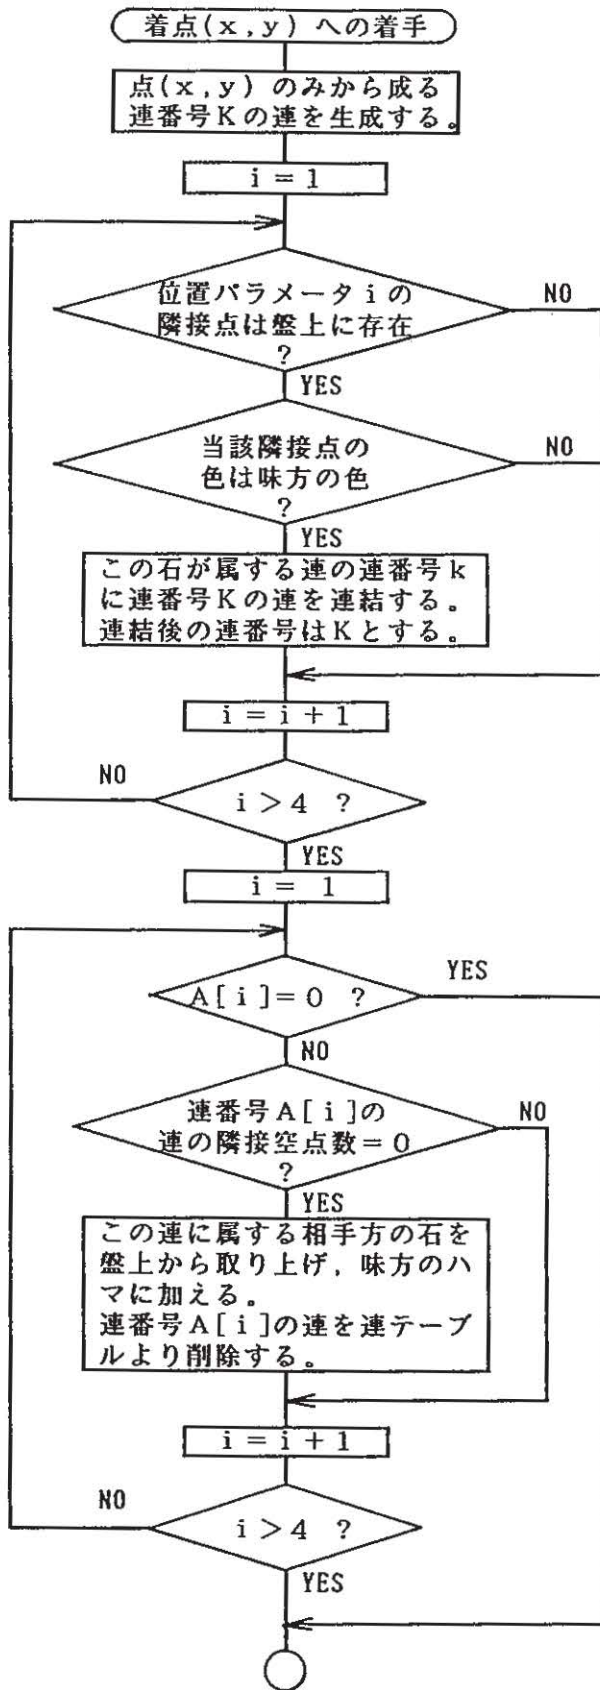 着点(x,y) への着手
点(x,y) のみから成る
連番号Kの連を生成する。
i = 1
位置パラメータiの
隣接点は盤上に存在
?
NO
YES
当該隣接点の
色は味方の色
?
NO
YES
この石が属する連の連番号k
に連番号Kの連を連結する。
連結後の連番号はKとする。
i = i + 1
NO
i > 4 ?
YES
i = 1
A[i]=0 ?
YES
NO
連番号A[i]の
連の隣接空点数=0
?
NO
YES
この連に属する相手方の石を
盤上から取り上げ, 味方のハ
マに加える。
連番号A[i]の連を連テーブ
ルより削除する。
i = i + 1
NO
i > 4 ?
YES